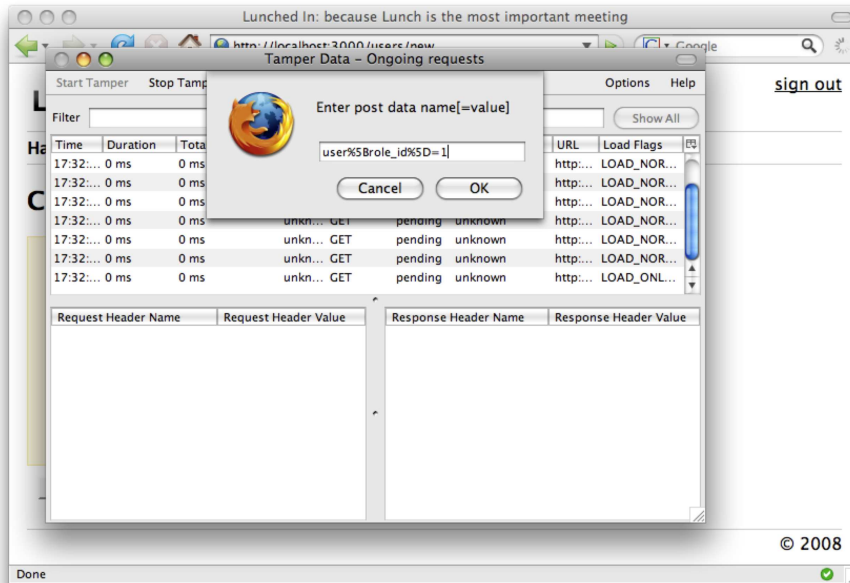 Lunched In: because Lunch is the most important meeting
http://localhost:3000/users/new
Google
Tamper Data – Ongoing requests
sign out
Start Tamper Stop Tamp Options Help
Enter post data name[=value]
Filter Show All
user%5Brole_id%5D=1
Cancel OK
Time Duration Tota URL Load Flags
17:32:... 0 ms 0 ms http:... LOAD_NOR...
17:32:... 0 ms 0 ms http:... LOAD_NOR...
17:32:... 0 ms 0 ms http:... LOAD_NOR...
17:32:... 0 ms 0 ms unkn... GET pending unknown http:... LOAD_NOR...
17:32:... 0 ms 0 ms unkn... GET pending unknown http:... LOAD_NOR...
17:32:... 0 ms 0 ms unkn... GET pending unknown http:... LOAD_NOR...
17:32:... 0 ms 0 ms unkn... GET pending unknown http:... LOAD_ONL...
Request Header Name Request Header Value Response Header Name Response Header Value
© 2008
Done